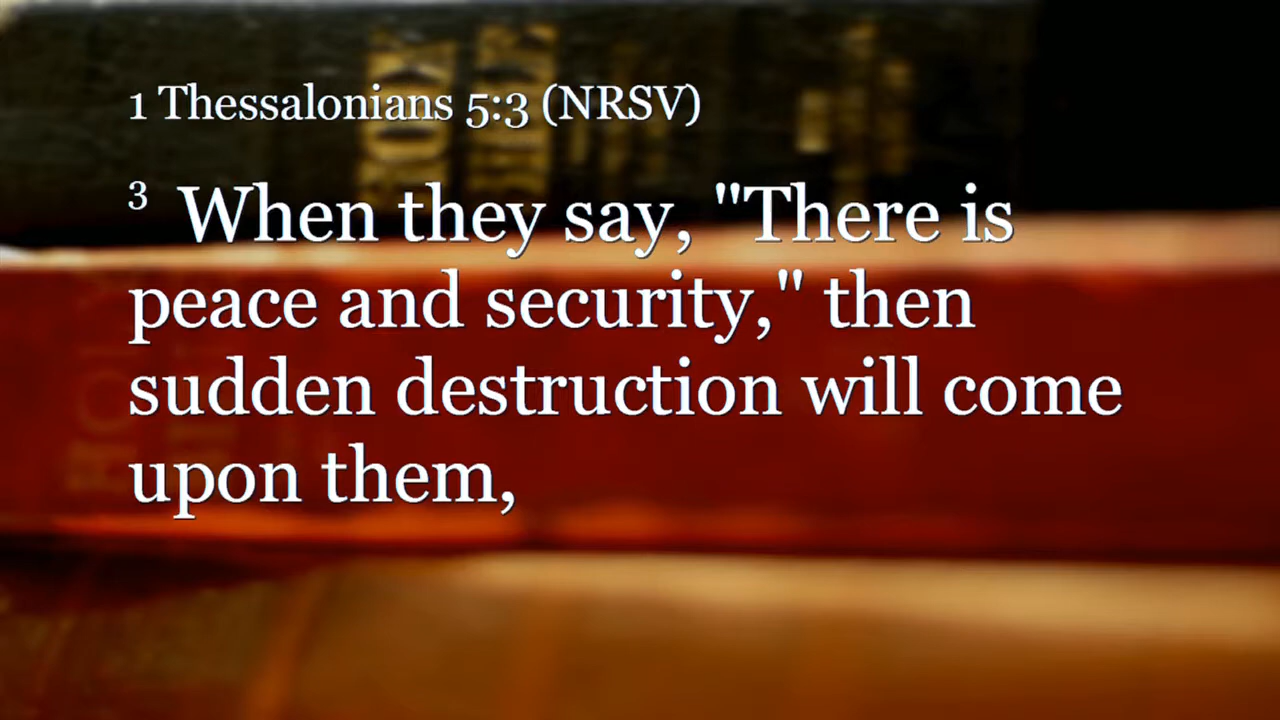 1 Thessalonians 5:3 (NRSV)
3 When they say, "There is
peace and security," then
sudden destruction will come
upon them,